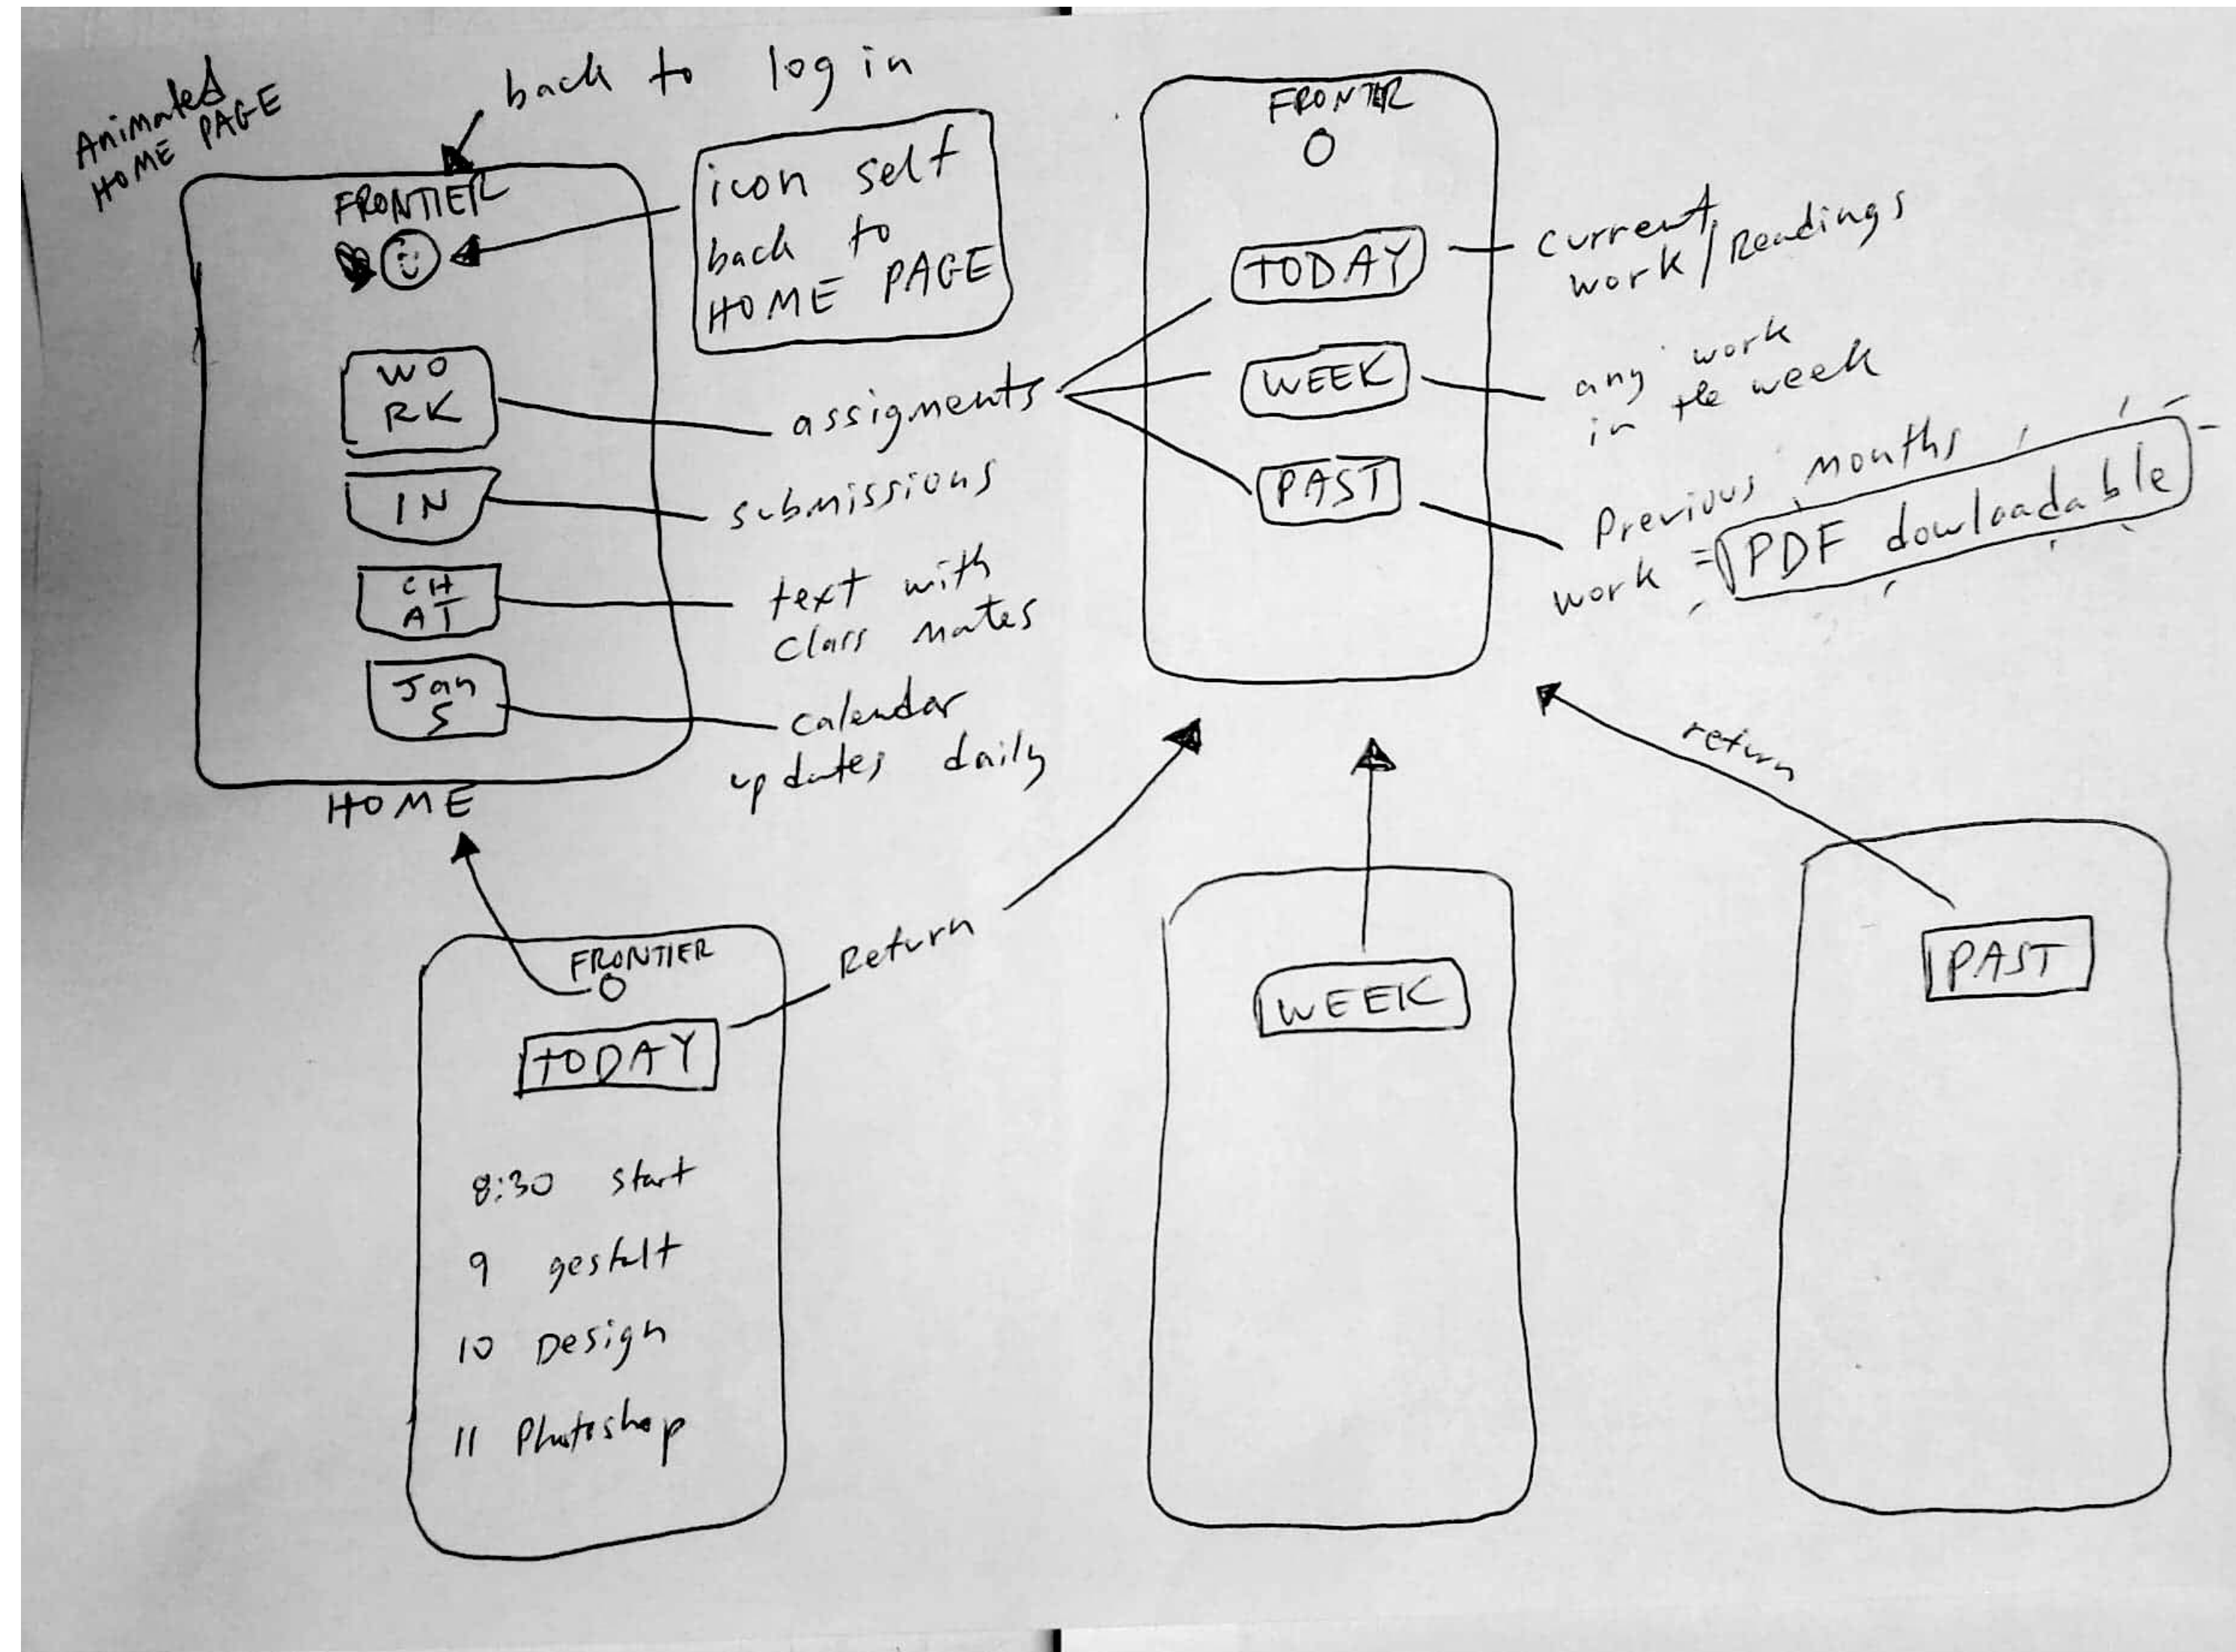 Animated
HOME PAGE
back to log in
FRONTIER
icon self
back to
HOME PAGE
WO
RK
assigments
IN
submissions
CH
AT
text with
class mates
Jan
5
calendar
updates daily
HOME
FRONTIER
TODAY
current
work/Readings
WEEK
any work
in the week
PAST
Previous months
work = PDF dowloadable
return
FRONTIER
TODAY
Return
8:30 start
9 gestalt
10 Design
11 Photoshop
WEEK
PAST